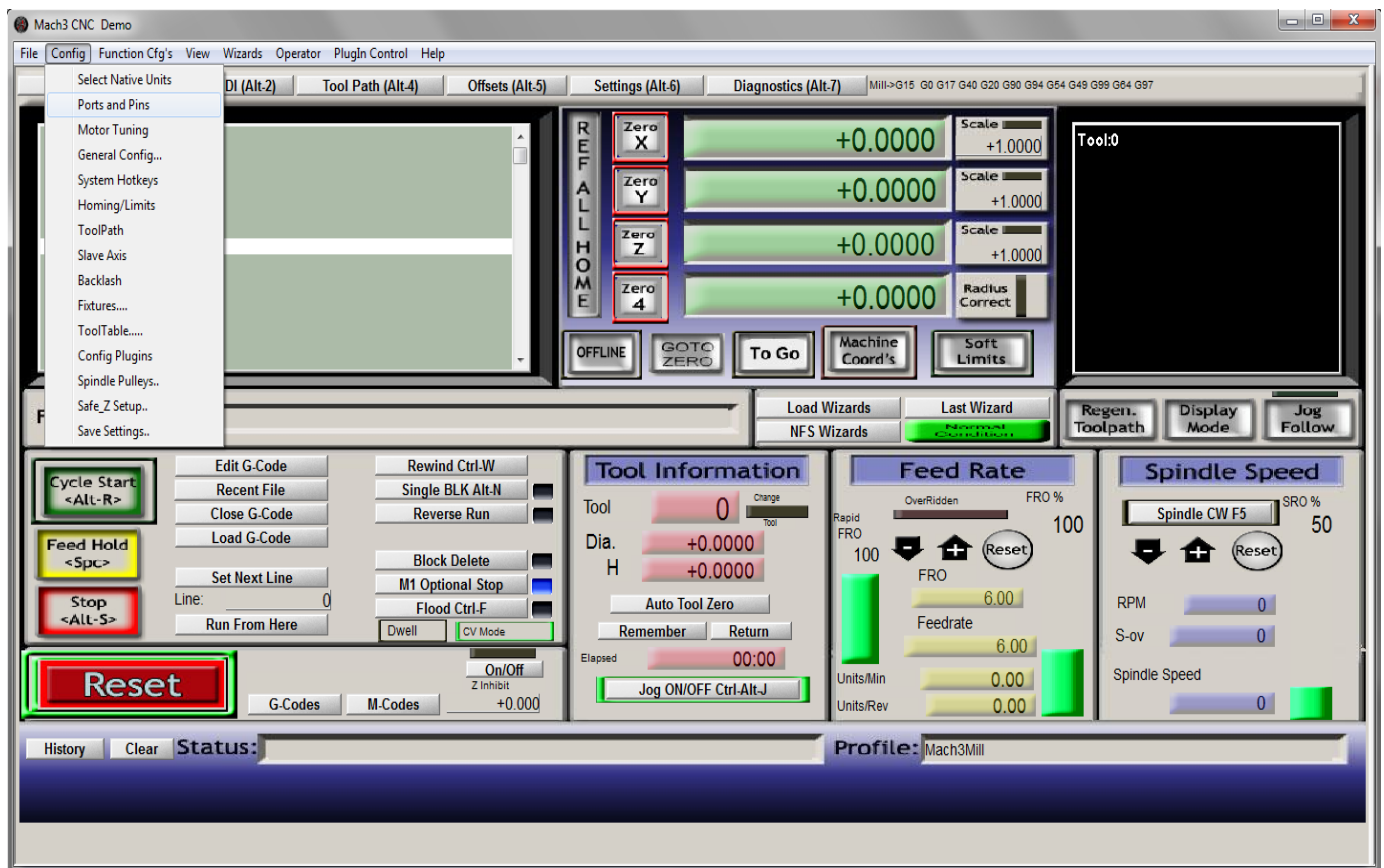 Mach3 CNC Demo
File Config Function Cfg's View Wizards Operator PlugIn Control Help
Select Native Units
Ports and Pins
Motor Tuning
General Config...
System Hotkeys
Homing/Limits
ToolPath
Slave Axis
Backlash
Fixtures....
ToolTable.....
Config Plugins
Spindle Pulleys..
Safe_Z Setup..
Save Settings..
DI (Alt-2) Tool Path (Alt-4) Offsets (Alt-5) Settings (Alt-6) Diagnostics (Alt-7) Mill->G15 G0 G17 G40 G20 G90 G94 G54 G49 G99 G64 G97
REF ALL HOME
Zero X +0.0000 Scale +1.0000
Zero Y +0.0000 Scale +1.0000
Zero Z +0.0000 Scale +1.0000
Zero 4 +0.0000 Radius Correct
OFFLINE GOTO ZERO To Go Machine Coord's Soft Limits
Tool:0
F
Load Wizards Last Wizard
NFS Wizards Normal Condition
Regen. Toolpath Display Mode Jog Follow
Cycle Start <Alt-R>
Feed Hold <Spc>
Stop <Alt-S>
Edit G-Code
Recent File
Close G-Code
Load G-Code
Set Next Line
Line: 0
Run From Here
Rewind Ctrl-W
Single BLK Alt-N
Reverse Run
Block Delete
M1 Optional Stop
Flood Ctrl-F
Dwell CV Mode
Reset
G-Codes M-Codes
On/Off
Z Inhibit
+0.000
Tool Information
Tool 0 Change Tool
Dia. +0.0000
H +0.0000
Auto Tool Zero
Remember Return
Elapsed 00:00
Jog ON/OFF Ctrl-Alt-J
Feed Rate
OverRidden FRO %
Rapid FRO 100
100
Reset
FRO
6.00
Feedrate
6.00
Units/Min 0.00
Units/Rev 0.00
Spindle Speed
Spindle CW F5 SRO %
50
Reset
RPM 0
S-ov 0
Spindle Speed
0
History Clear Status: Profile: Mach3Mill